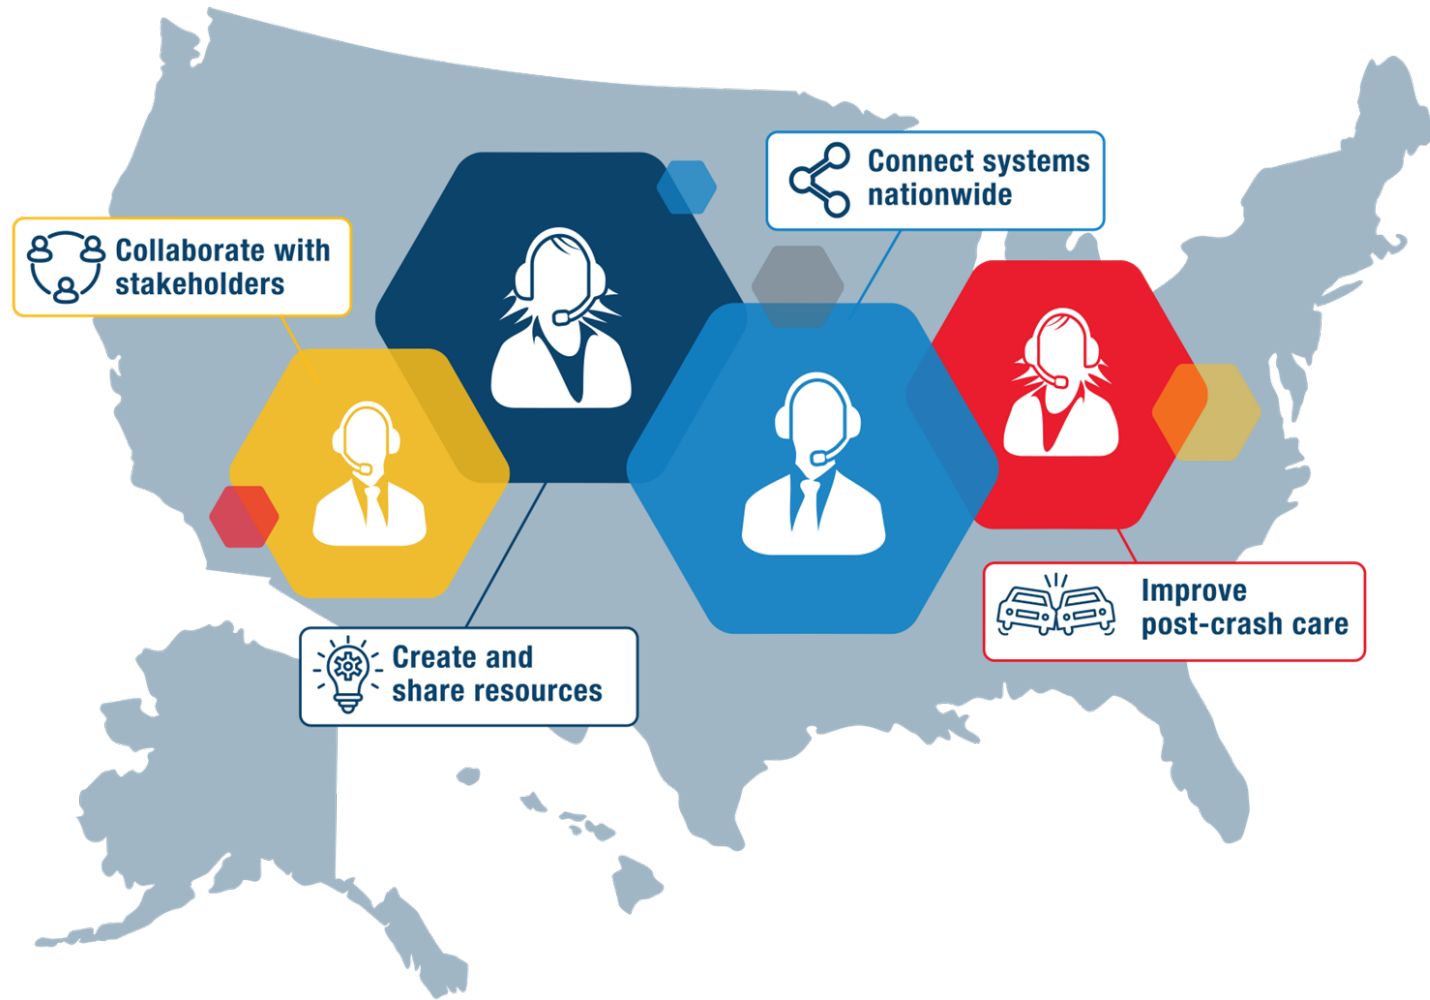 Collaborate with
stakeholders
Connect systems
nationwide
Create and
share resources
Improve
post-crash care